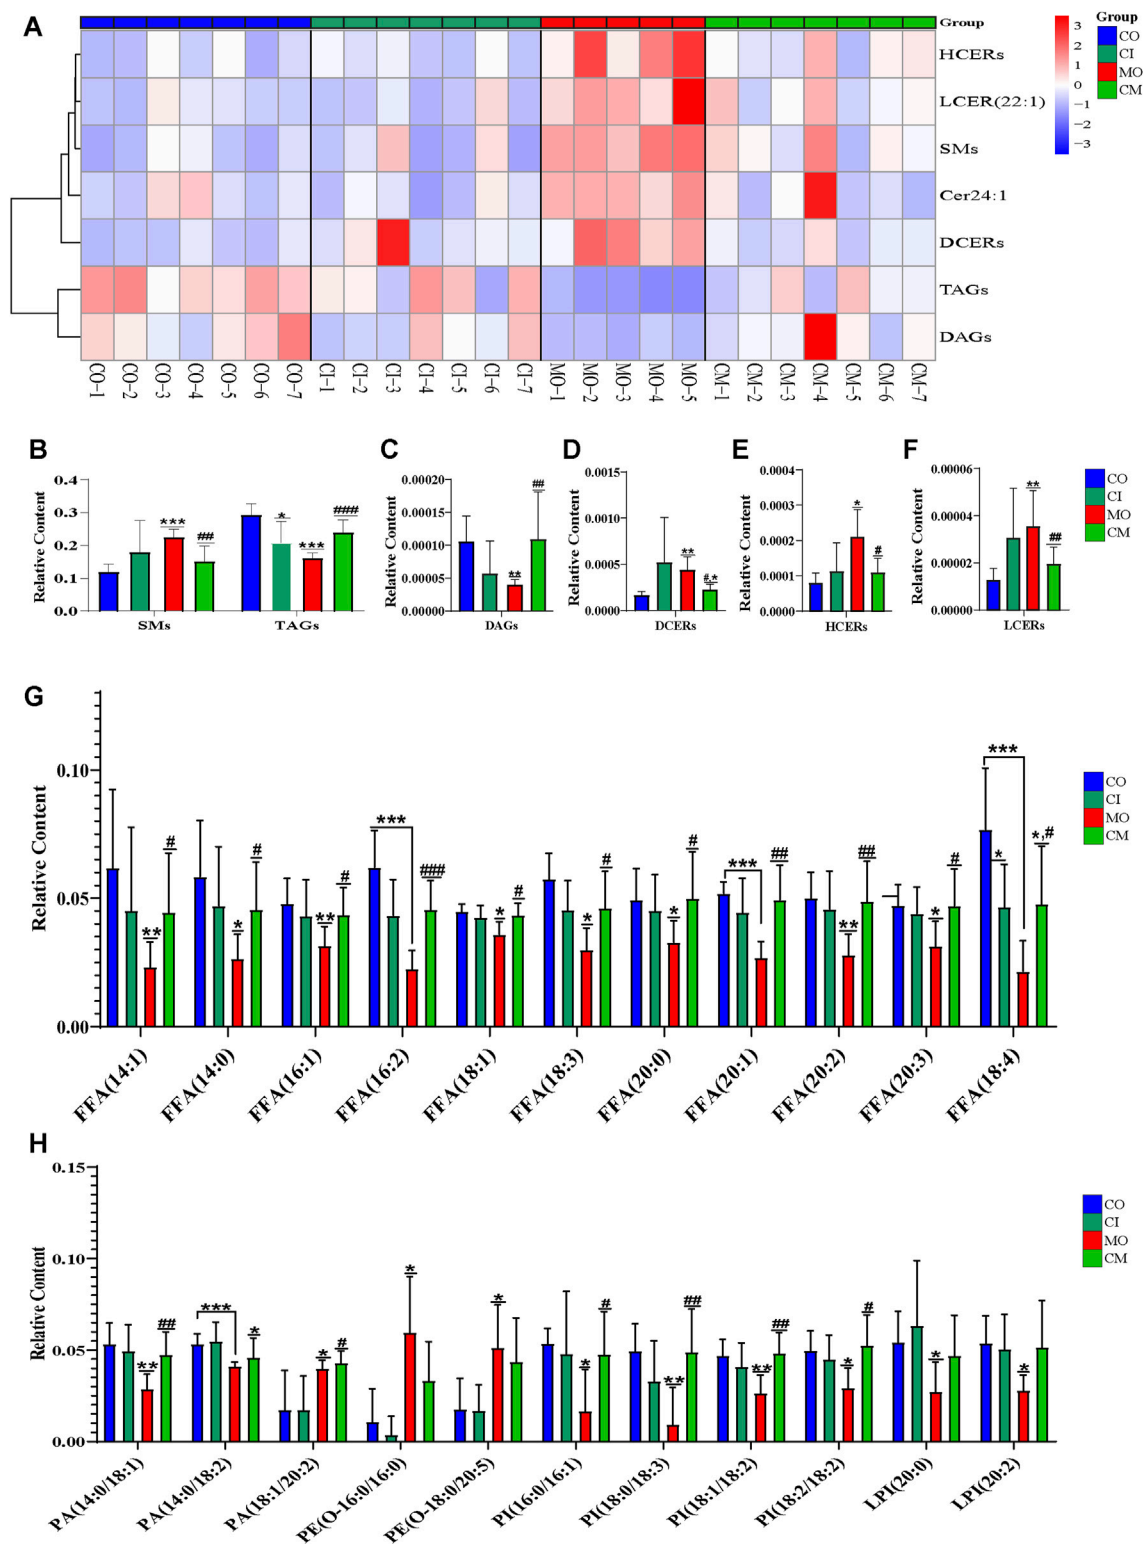 A
Group
HCERs
LCER(22:1)
SMs
Cer24:1
DCERs
TAGs
DAGs
3
2
1
0
−1
−2
−3
Group
CO
CI
MO
CM
CO-1 CO-2 CO-3 CO-4 CO-5 CO-6 CO-7 CI-1 CI-2 CI-3 CI-4 CI-5 CI-6 CI-7 MO-1 MO-2 MO-3 MO-4 MO-5 CM-1 CM-2 CM-3 CM-4 CM-5 CM-6 CM-7
B
Relative Content
0.4
0.3
0.2
0.1
0.0
*** ## * *** ###
SMs TAGs
C
Relative Content
0.00020
0.00015
0.00010
0.00005
0.00000
** ##
DAGs
D
Relative Content
0.0015
0.0010
0.0005
0.0000
** #,*
DCERs
E
Relative Content
0.0004
0.0003
0.0002
0.0001
0.0000
* #
HCERs
F
Relative Content
0.00006
0.00004
0.00002
0.00000
** ##
LCERs
CO
CI
MO
CM
G
Relative Content
0.10
0.05
0.00
** # * # ** # *** ### * # * # * # *** ## ** ## * # *** * *,#
FFA(14:1) FFA(14:0) FFA(16:1) FFA(16:2) FFA(18:1) FFA(18:3) FFA(20:0) FFA(20:1) FFA(20:2) FFA(20:3) FFA(18:4)
CO
CI
MO
CM
H
Relative Content
0.15
0.10
0.05
0.00
** ## *** * * # * * * # ** ## ** ## * # * *
PA(14:0/18:1) PA(14:0/18:2) PA(18:1/20:2) PE(O-16:0/16:0) PE(O-18:0/20:5) PI(16:0/16:1) PI(18:0/18:3) PI(18:1/18:2) PI(18:2/18:2) LPI(20:0) LPI(20:2)
CO
CI
MO
CM